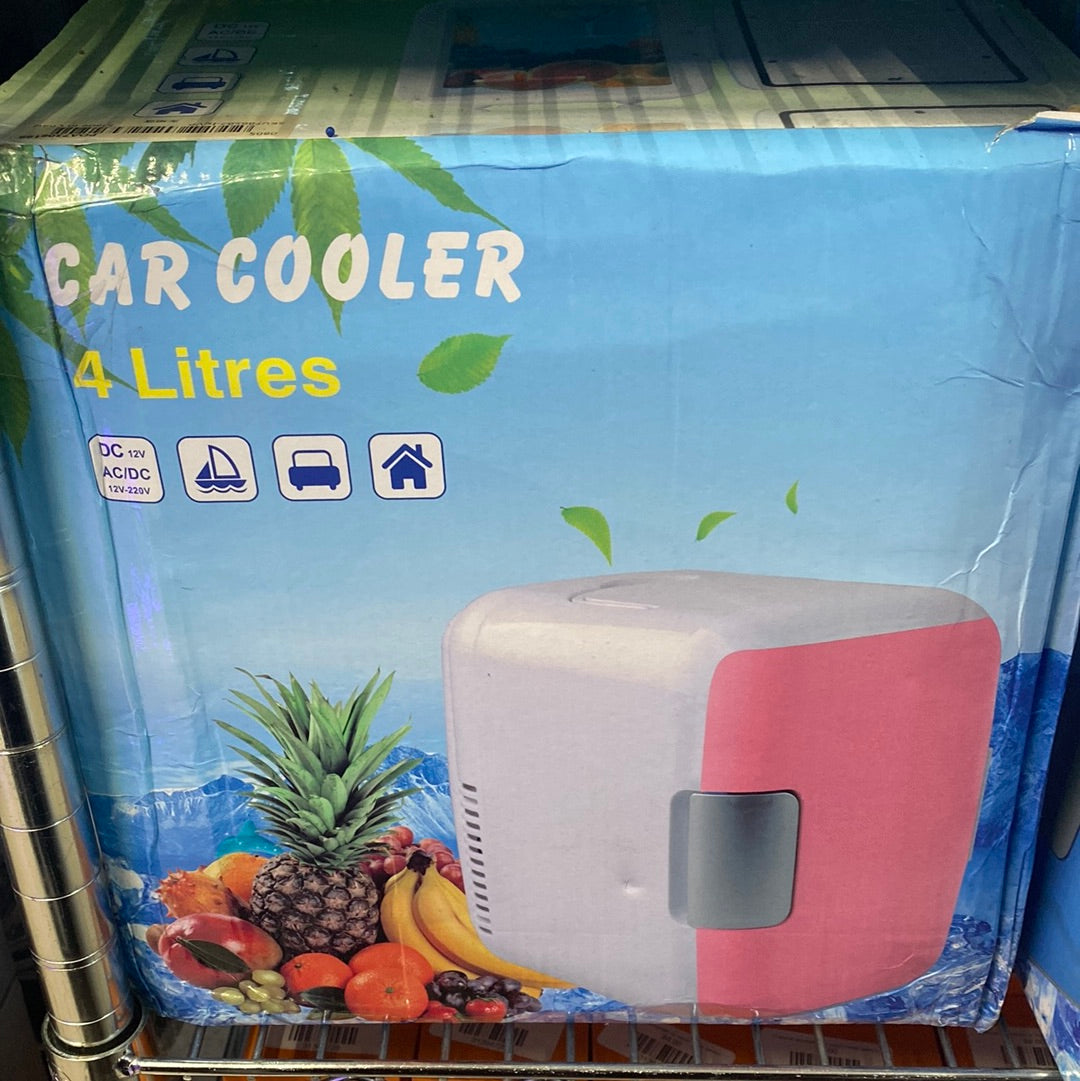 CAR COOLER
4 Litres
DC 12V
AC/DC
12V-220V